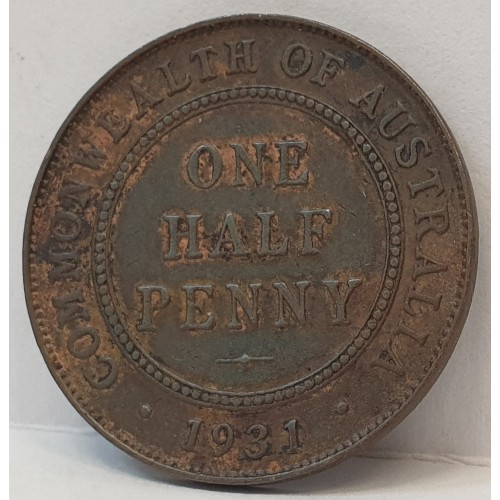 COMMONWEALTH OF AUSTRALIA
ONE
HALF
PENNY
1931